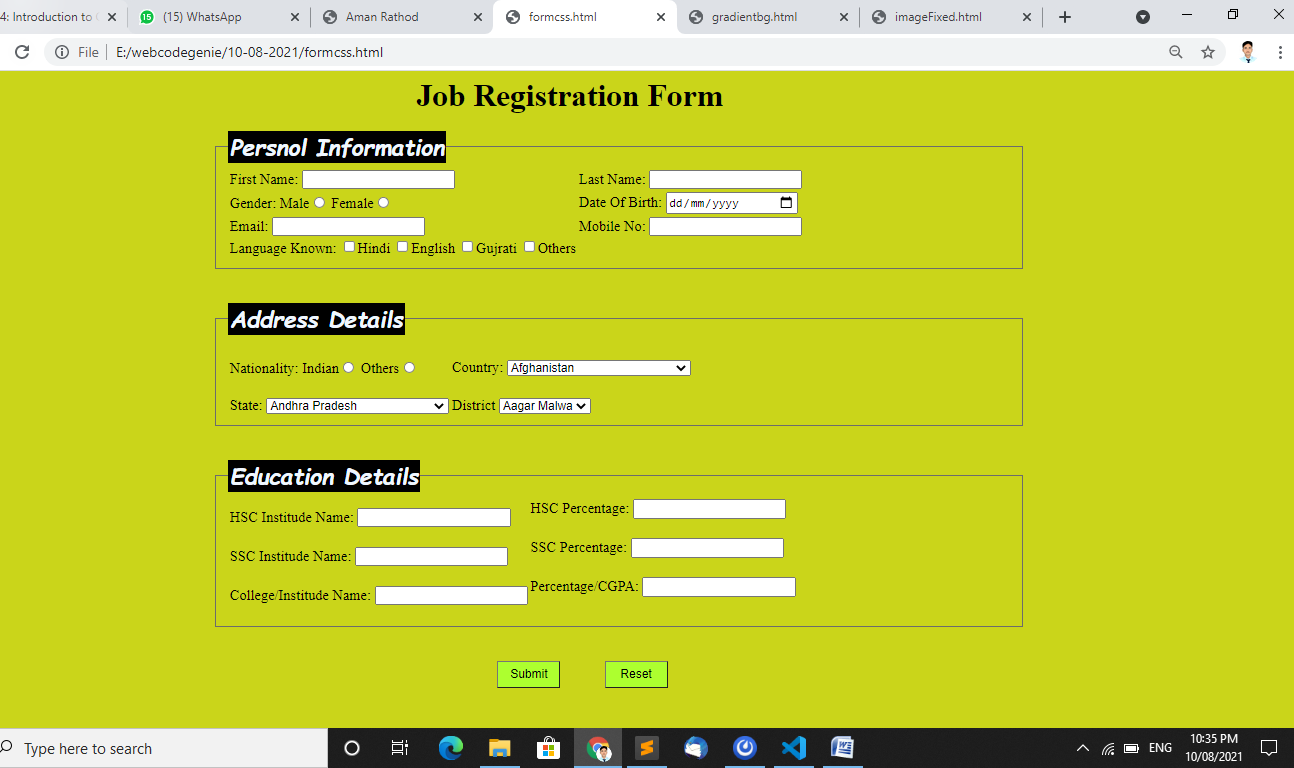 4: Introduction to
(15) WhatsApp
Aman Rathod
formcss.html
gradientbg.html
imageFixed.html
File
E:/webcodegenie/10-08-2021/formcss.html
Job Registration Form
Persnol Information
First Name:
Last Name:
Gender: Male Female
Date Of Birth: dd/mm/yyyy
Email:
Mobile No:
Language Known: Hindi English Gujrati Others
Address Details
Nationality: Indian Others
Country: Afghanistan
State: Andhra Pradesh District Aagar Malwa
Education Details
HSC Institude Name:
HSC Percentage:
SSC Institude Name:
SSC Percentage:
College/Institude Name:
Percentage/CGPA:
Submit
Reset
Type here to search
ENG
10:35 PM
10/08/2021